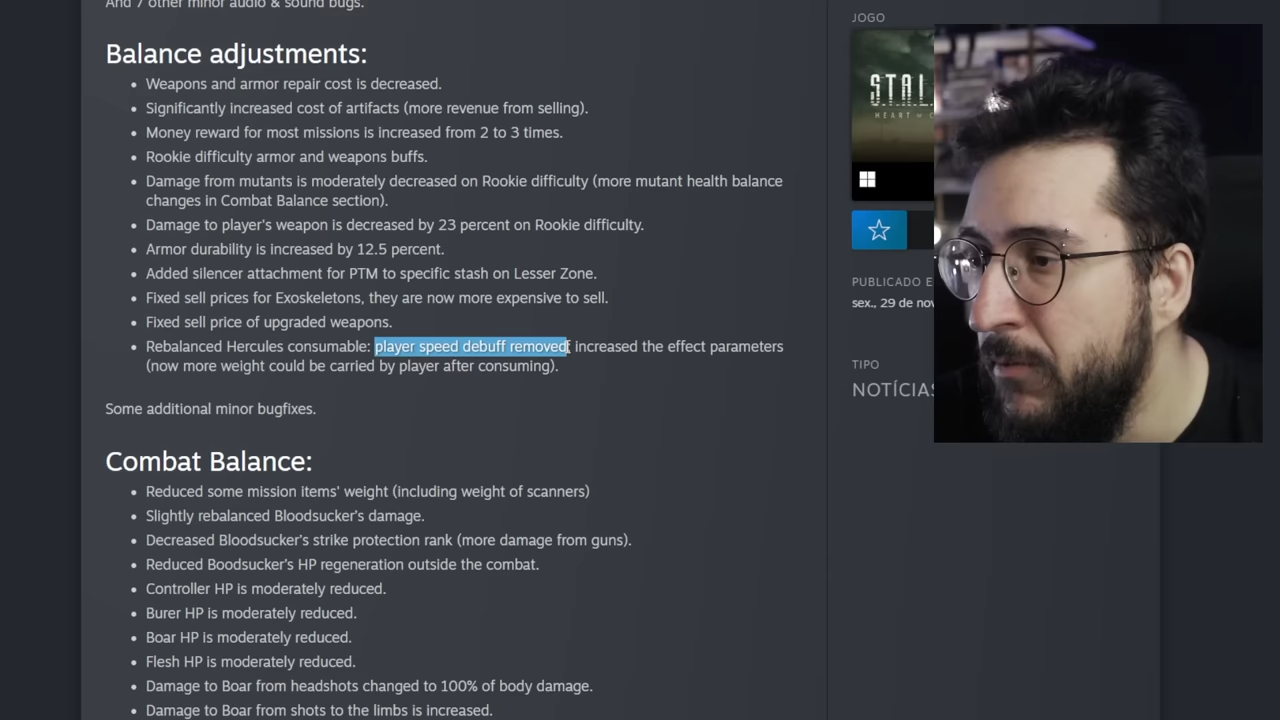 And 7 other minor audio & sound bugs.
Balance adjustments:
• Weapons and armor repair cost is decreased.
• Significantly increased cost of artifacts (more revenue from selling).
• Money reward for most missions is increased from 2 to 3 times.
• Rookie difficulty armor and weapons buffs.
• Damage from mutants is moderately decreased on Rookie difficulty (more mutant health balance
changes in Combat Balance section).
• Damage to player's weapon is decreased by 23 percent on Rookie difficulty.
• Armor durability is increased by 12.5 percent.
• Added silencer attachment for PTM to specific stash on Lesser Zone.
• Fixed sell prices for Exoskeletons, they are now more expensive to sell.
• Fixed sell price of upgraded weapons.
• Rebalanced Hercules consumable: player speed debuff removed, increased the effect parameters
(now more weight could be carried by player after consuming).
Some additional minor bugfixes.
Combat Balance:
• Reduced some mission items' weight (including weight of scanners)
• Slightly rebalanced Bloodsucker's damage.
• Decreased Bloodsucker's strike protection rank (more damage from guns).
• Reduced Boodsucker's HP regeneration outside the combat.
• Controller HP is moderately reduced.
• Burer HP is moderately reduced.
• Boar HP is moderately reduced.
• Flesh HP is moderately reduced.
• Damage to Boar from headshots changed to 100% of body damage.
• Damage to Boar from shots to the limbs is increased.
JOGO
S.T.A.L.
HEART
PUBLICADO E
sex., 29 de nov
TIPO
NOTÍCIAS